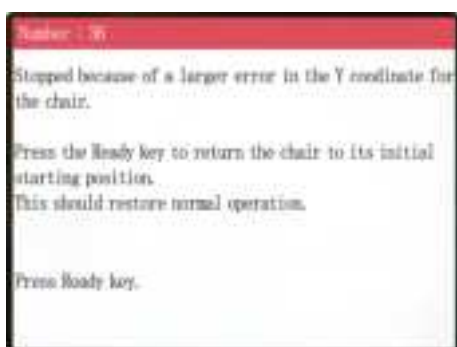 Number : 36
Stopped because of a larger error in the Y coodinate for
the chair.
Press the Ready key to return the chair to its initial
starting position.
This should restore normal operation.
Press Ready key.